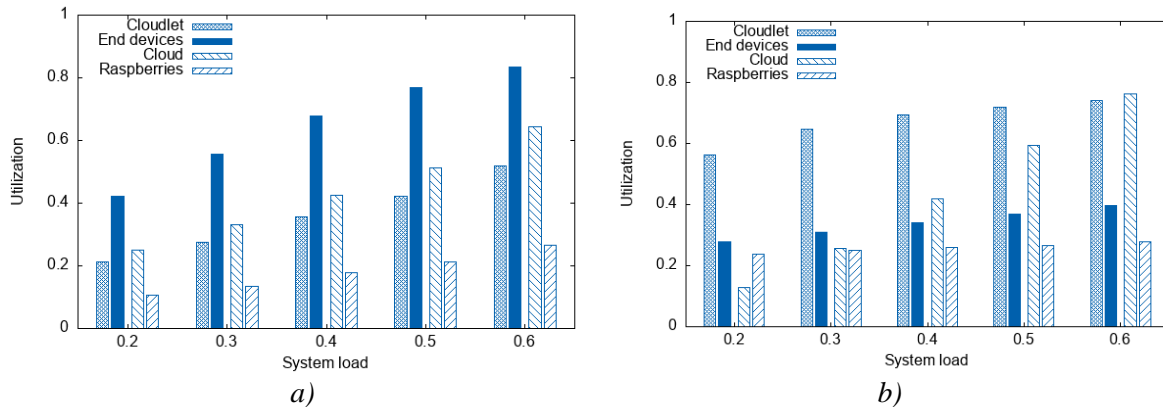 1
0.8
0.6
0.4
0.2
0
Utilization
Cloudlet
End devices
Cloud
Raspberries
0.2 0.3 0.4 0.5 0.6
System load
a)
1
0.8
0.6
0.4
0.2
0
Utilization
Cloudlet
End devices
Cloud
Raspberries
0.2 0.3 0.4 0.5 0.6
System load
b)